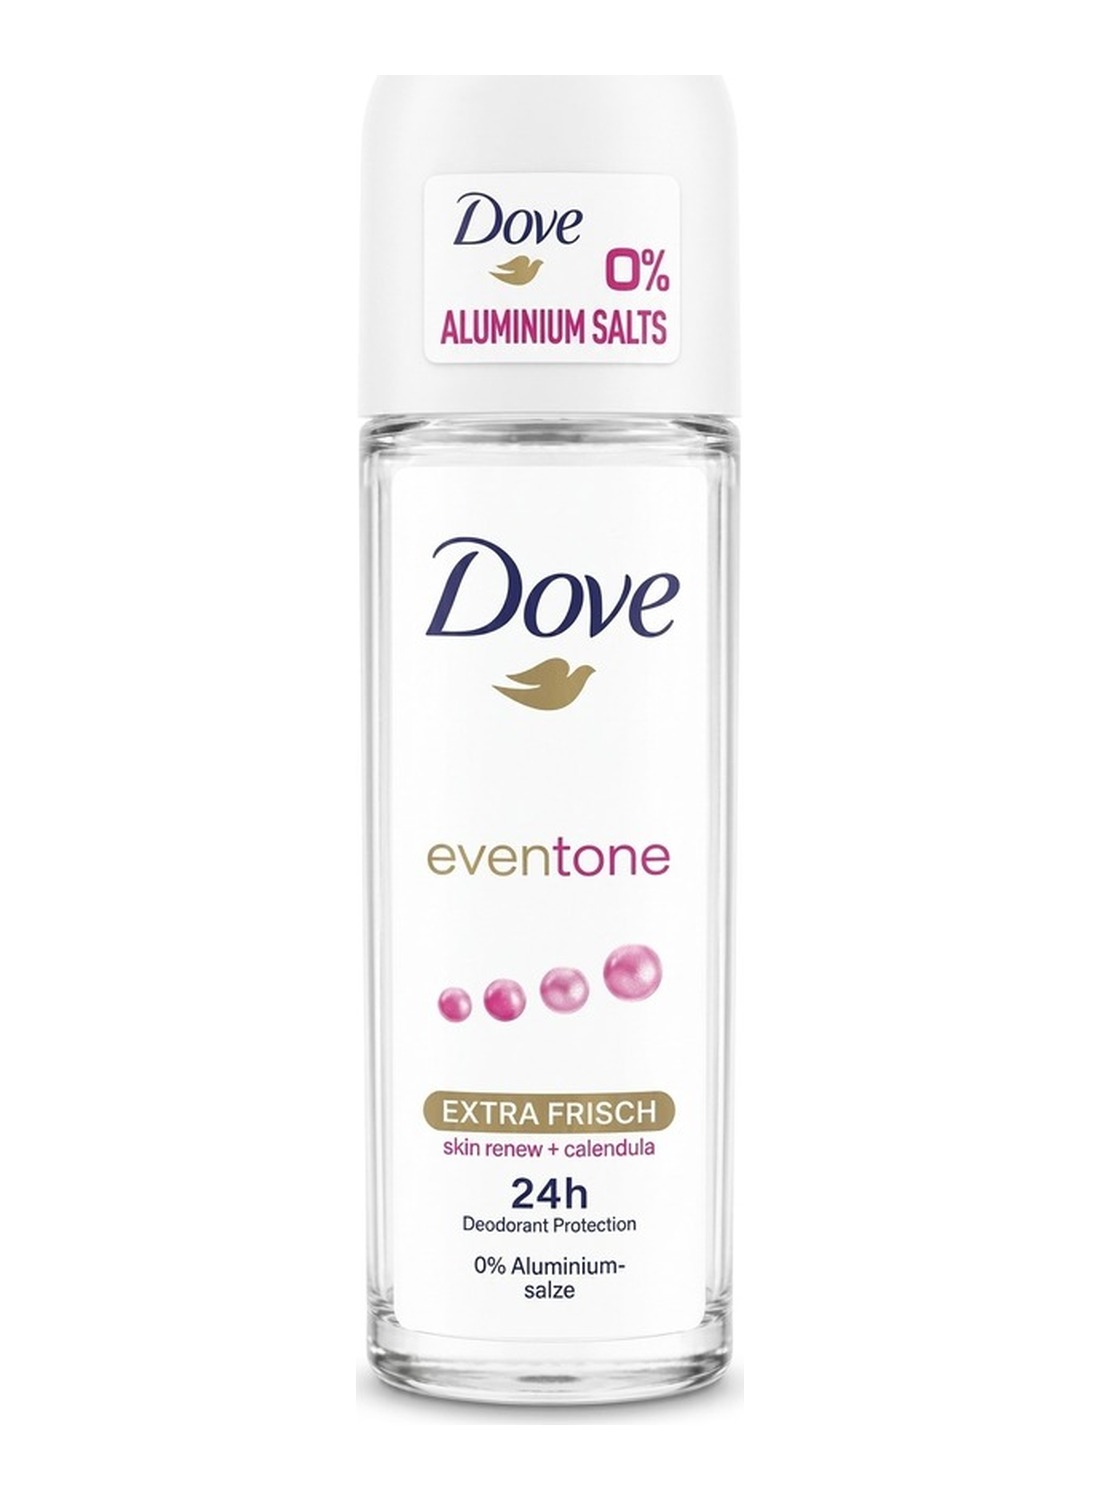 Dove
0%
ALUMINIUM SALTS
Dove
eventone
EXTRA FRISCH
skin renew + calendula
24h
Deodorant Protection
0% Aluminium-
salze